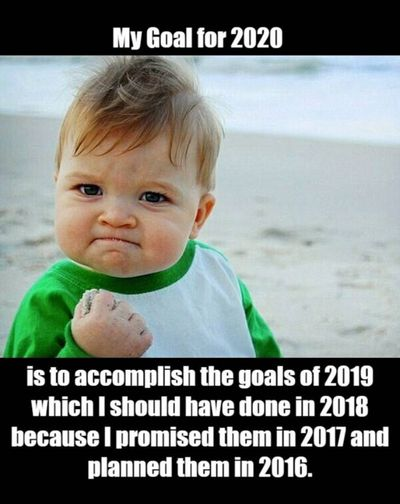 My Goal for 2020
is to accomplish the goals of 2019
which I should have done in 2018
because I promised them in 2017 and
planned them in 2016.